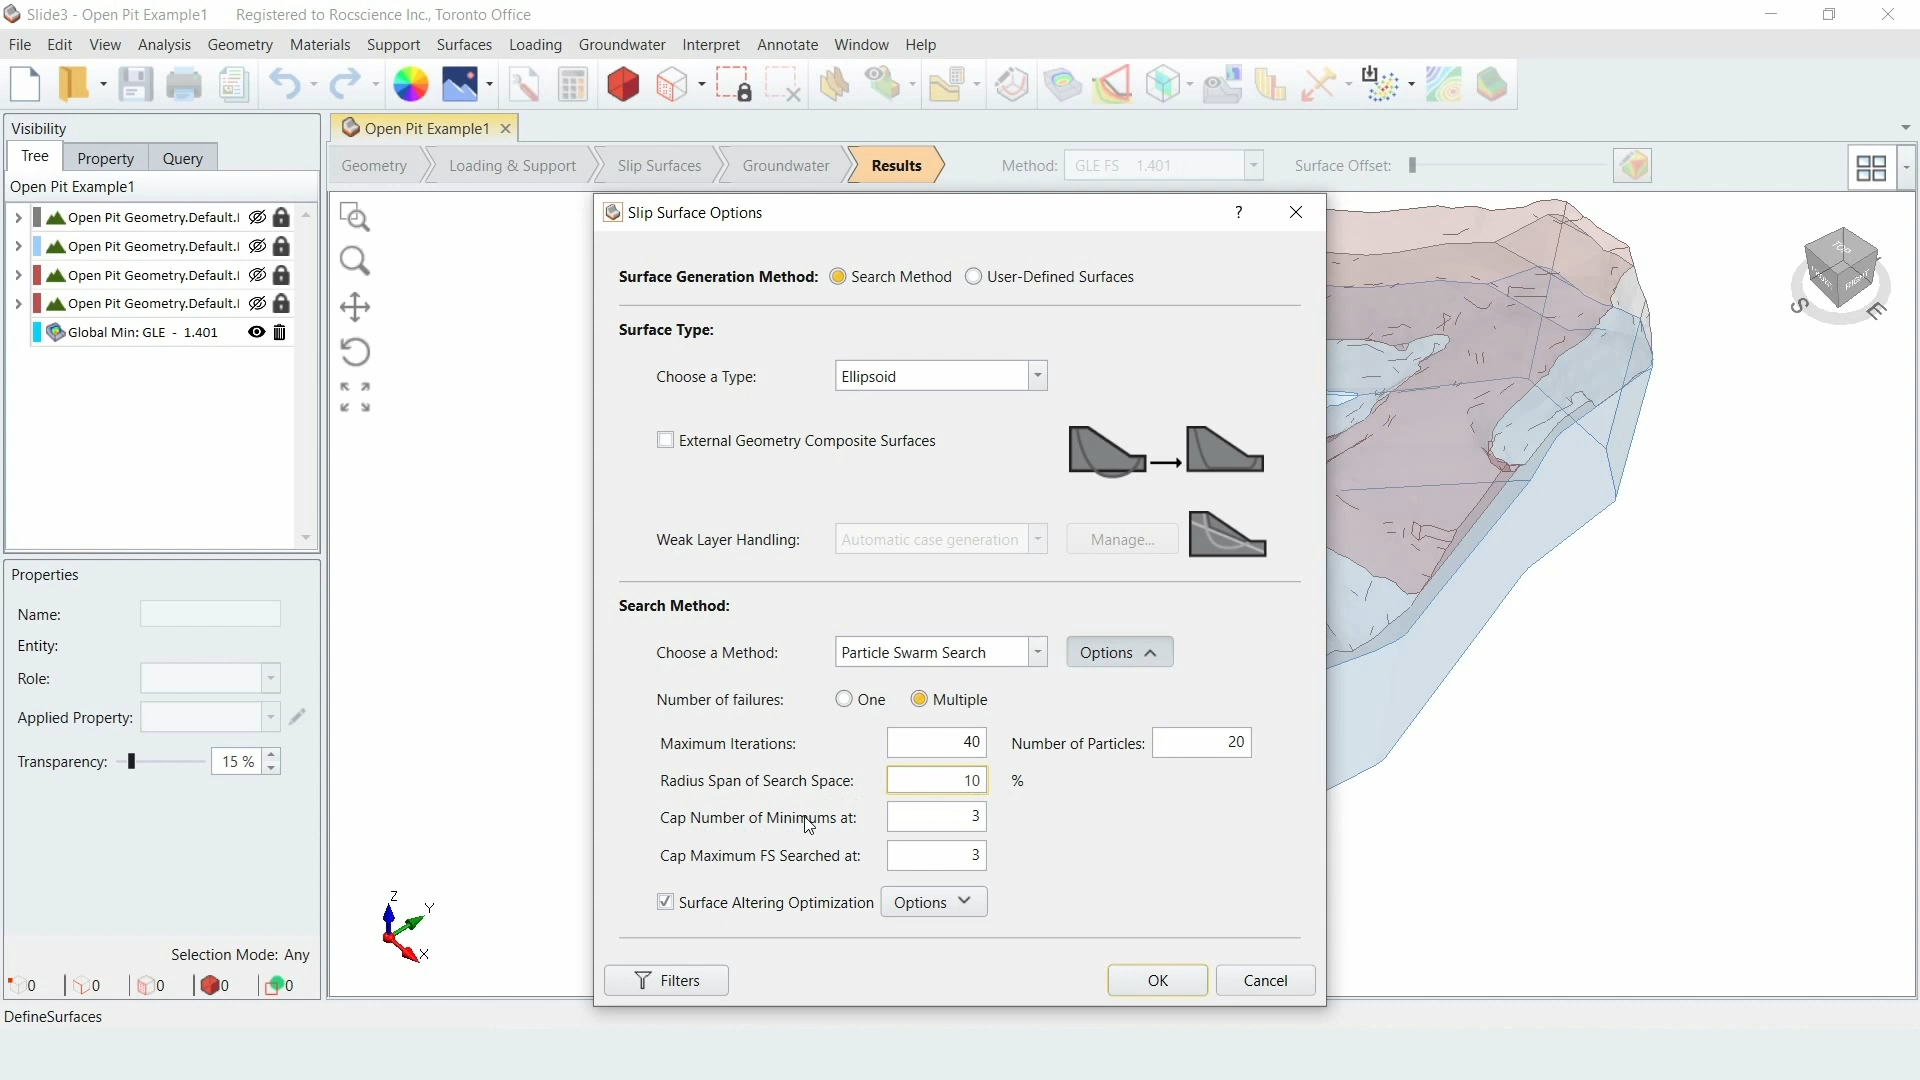 Slide3 - Open Pit Example1 Registered to Rocscience Inc., Toronto Office
File Edit View Analysis Geometry Materials Support Surfaces Loading Groundwater Interpret Annotate Window Help
Visibility
Open Pit Example1
Tree Property Query
Geometry Loading & Support Slip Surfaces Groundwater Results Method: GLE FS 1.401 Surface Offset:
Open Pit Example1
Open Pit Geometry.Default.
Open Pit Geometry.Default.
Open Pit Geometry.Default.
Open Pit Geometry.Default.
Global Min: GLE - 1.401
Slip Surface Options
?
Surface Generation Method: Search Method User-Defined Surfaces
Surface Type:
Choose a Type: Ellipsoid
External Geometry Composite Surfaces
Weak Layer Handling: Automatic case generation Manage...
Search Method:
Choose a Method: Particle Swarm Search Options
Number of failures: One Multiple
Maximum Iterations: 40 Number of Particles: 20
Radius Span of Search Space: 10 %
Cap Number of Minimums at: 3
Cap Maximum FS Searched at: 3
Surface Altering Optimization Options
Filters OK Cancel
TOP
RIGHT
S E
Properties
Name:
Entity:
Role:
Applied Property:
Transparency: 15 %
Z
Y
X
Selection Mode: Any
0 0 0 0 0
DefineSurfaces